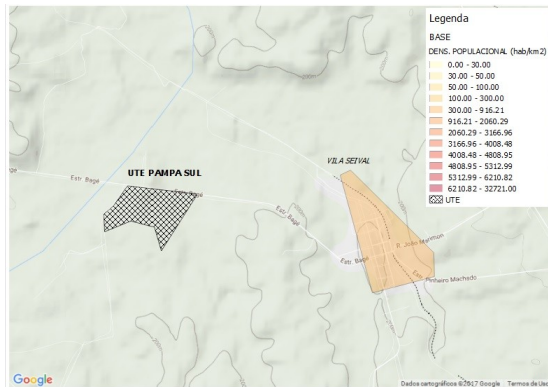 Legenda
BASE
DENS. POPULACIONAL (hab/km2)
0.00 - 30.00
30.00 - 50.00
50.00 - 100.00
100.00 - 300.00
300.00 - 916.21
916.21 - 2060.29
2060.29 - 3166.96
3166.96 - 4008.48
4008.48 - 4808.95
4808.95 - 5312.99
5312.99 - 6210.82
6210.82 - 32721.00
UTE
VILA SEIVAL
UTE PAMPA SUL
Estr. Bagé
Estr. Bagé
Estr. Bagé
Estr. Bagé
R. João Marimon
Estr. Pinheiro Machado
Google
Dados cartográficos ©2017 Google
Termos de Uso